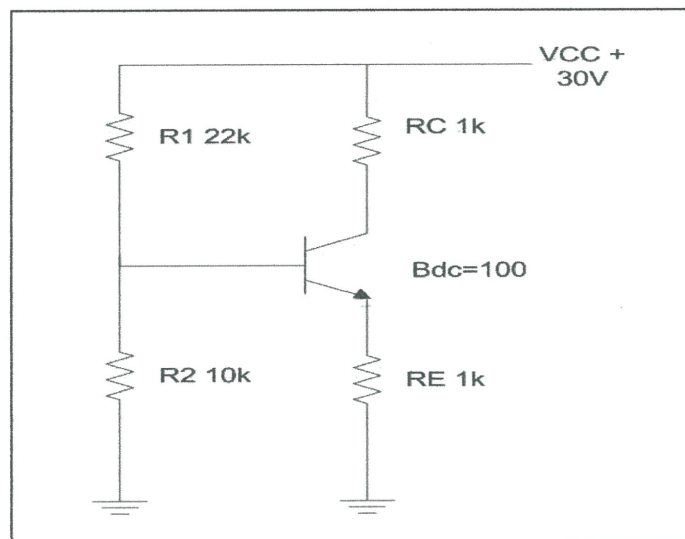 VCC +
30V
R1 22k
RC 1k
Bdc=100
R2 10k
RE 1k